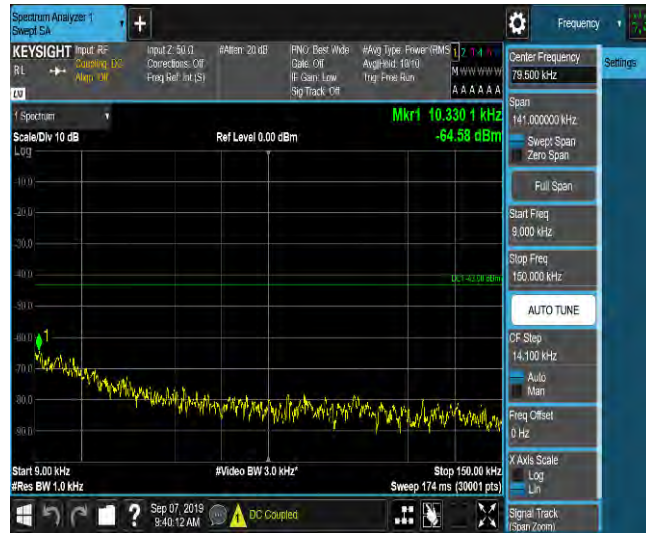 Spectrum Analyzer 1
Swept SA
Frequency
KEYSIGHT
RL
Input: RF
Coupling: DC
Align: Off
Input Z: 50 Ω
Corrections: Off
Freq Ref: Int (S)
#Atten: 20 dB
PNO: Best Wide
Gate: Off
IF Gain: Low
Sig Track: Off
#Avg Type: Power (RMS
Avg|Hold: 10/10
Trig: Free Run
M W W W W W
A A A A A A
1 Spectrum
Scale/Div 10 dB
Log
Ref Level 0.00 dBm
Mkr1 10.330 1 kHz
-64.58 dBm
-10.0
-20.0
-30.0
-40.0
DL1 -43.00 dBm
-50.0
-60.0
1
-70.0
-80.0
-90.0
Start 9.00 kHz
#Res BW 1.0 kHz
#Video BW 3.0 kHz*
Stop 150.00 kHz
Sweep 174 ms (30001 pts)
Sep 07, 2019
9:40:12 AM
DC Coupled
Center Frequency
79.500 kHz
Settings
Span
141.000000 kHz
Swept Span
Zero Span
Full Span
Start Freq
9.000 kHz
Stop Freq
150.000 kHz
AUTO TUNE
CF Step
14.100 kHz
Auto
Man
Freq Offset
0 Hz
X Axis Scale
Log
Lin
Signal Track
(Span Zoom)